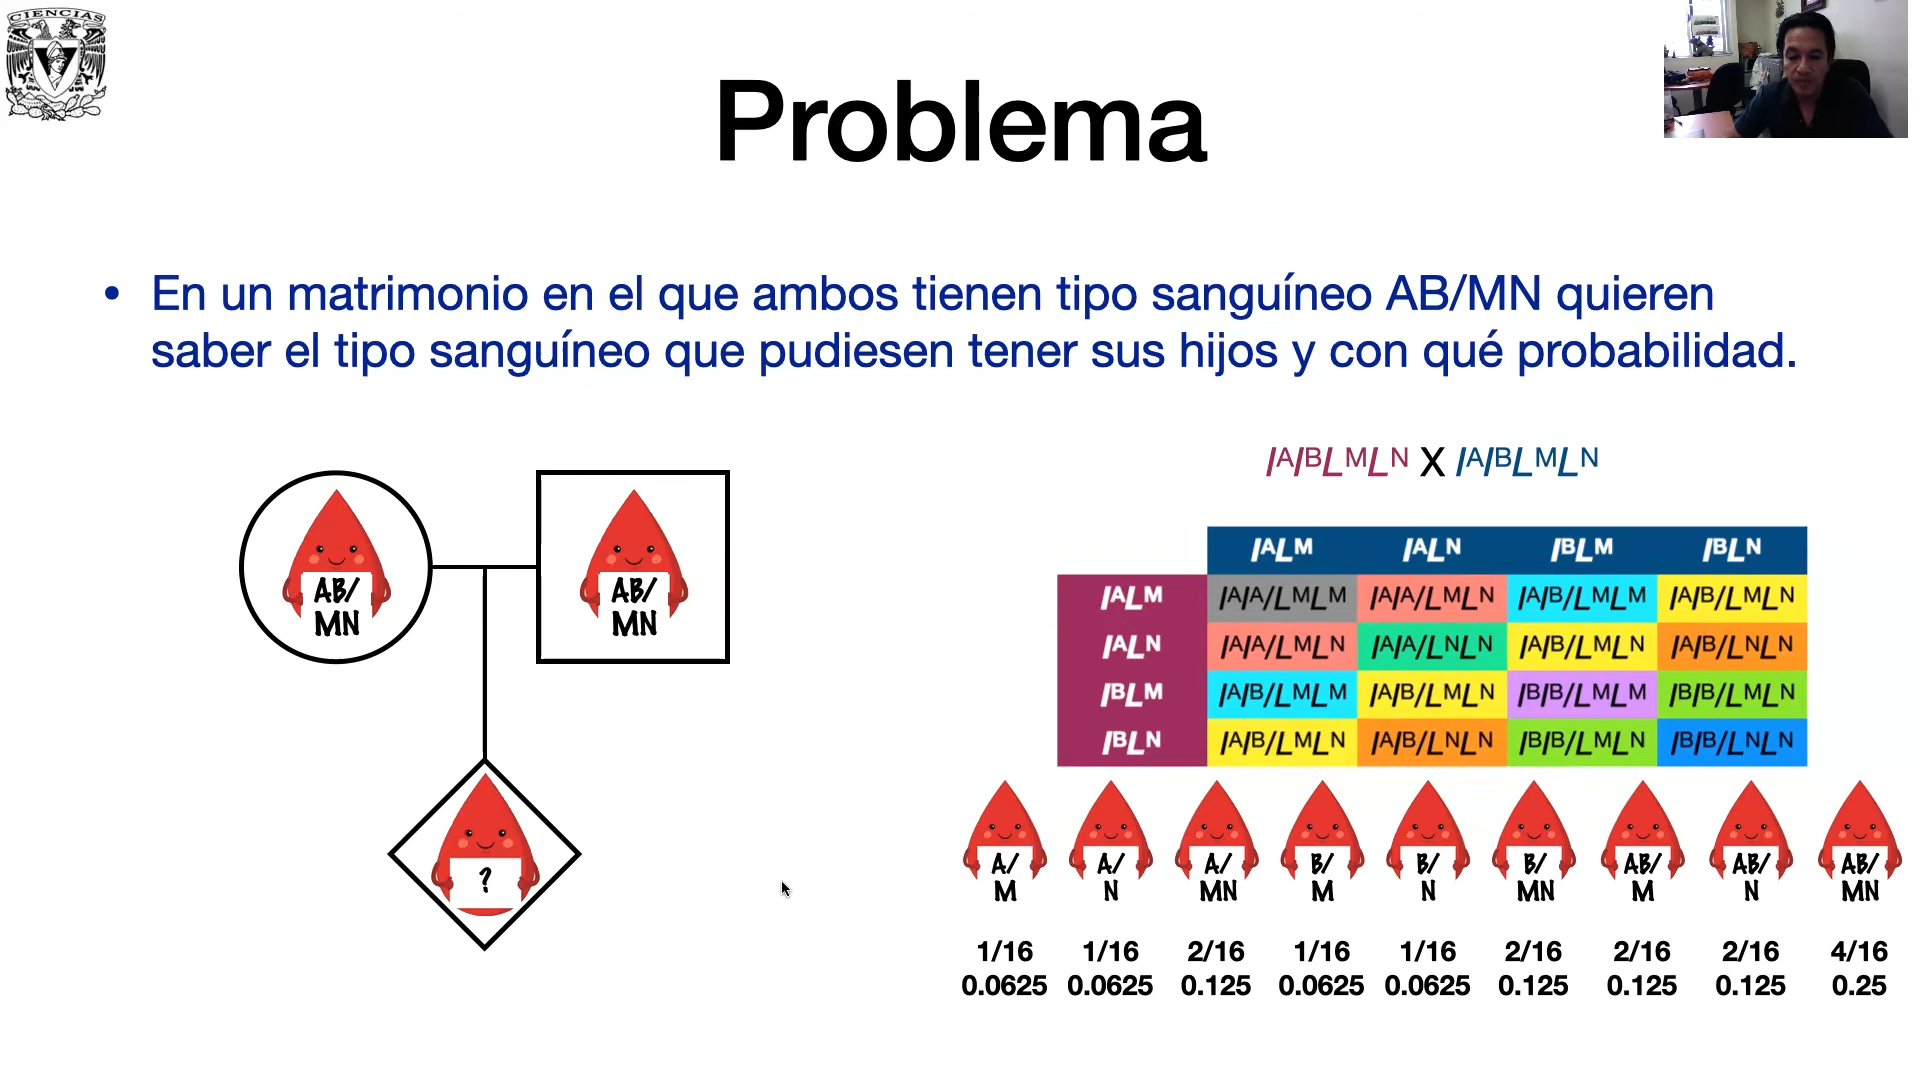 CIENCIAS
Problema
• En un matrimonio en el que ambos tienen tipo sanguíneo AB/MN quieren
saber el tipo sanguíneo que pudiesen tener sus hijos y con qué probabilidad.
AB/
MN
AB/
MN
?
IᴬIᴮLᴹLᴺ X IᴬIᴮLᴹLᴺ
IᴬLᴹ IᴬLᴺ IᴮLᴹ IᴮLᴺ
IᴬLᴹ IᴬIᴬ/LᴹLᴹ IᴬIᴬ/LᴹLᴺ IᴬIᴮ/LᴹLᴹ IᴬIᴮ/LᴹLᴺ
IᴬLᴺ IᴬIᴬ/LᴹLᴺ IᴬIᴬ/LᴺLᴺ IᴬIᴮ/LᴹLᴺ IᴬIᴮ/LᴺLᴺ
IᴮLᴹ IᴬIᴮ/LᴹLᴹ IᴬIᴮ/LᴹLᴺ IᴮIᴮ/LᴹLᴹ IᴮIᴮ/LᴹLᴺ
IᴮLᴺ IᴬIᴮ/LᴹLᴺ IᴬIᴮ/LᴺLᴺ IᴮIᴮ/LᴹLᴺ IᴮIᴮ/LᴺLᴺ
A/ A/ A/ B/ B/ B/ AB/ AB/ AB/
M N MN M N MN M N MN
1/16 1/16 2/16 1/16 1/16 2/16 2/16 2/16 4/16
0.0625 0.0625 0.125 0.0625 0.0625 0.125 0.125 0.125 0.25